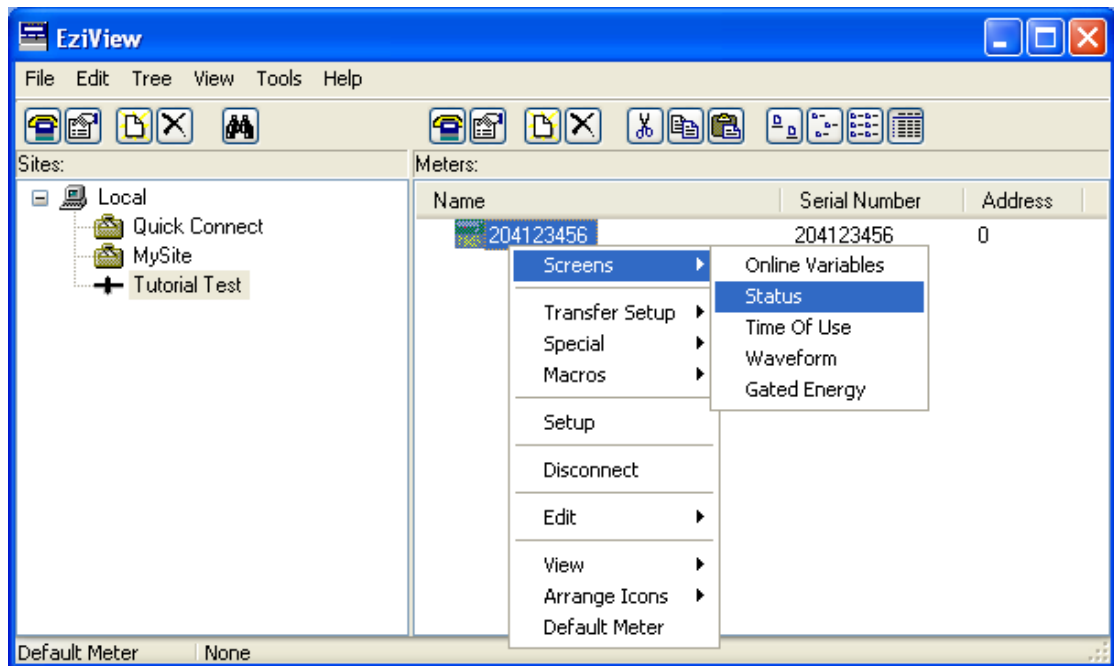 EziView
File Edit Tree View Tools Help
Sites:
Meters:
Local
Quick Connect
MySite
Tutorial Test
Name Serial Number Address
204123456 204123456 0
Screens
Transfer Setup
Special
Macros
Setup
Disconnect
Edit
View
Arrange Icons
Default Meter
Online Variables
Status
Time Of Use
Waveform
Gated Energy
Default Meter None